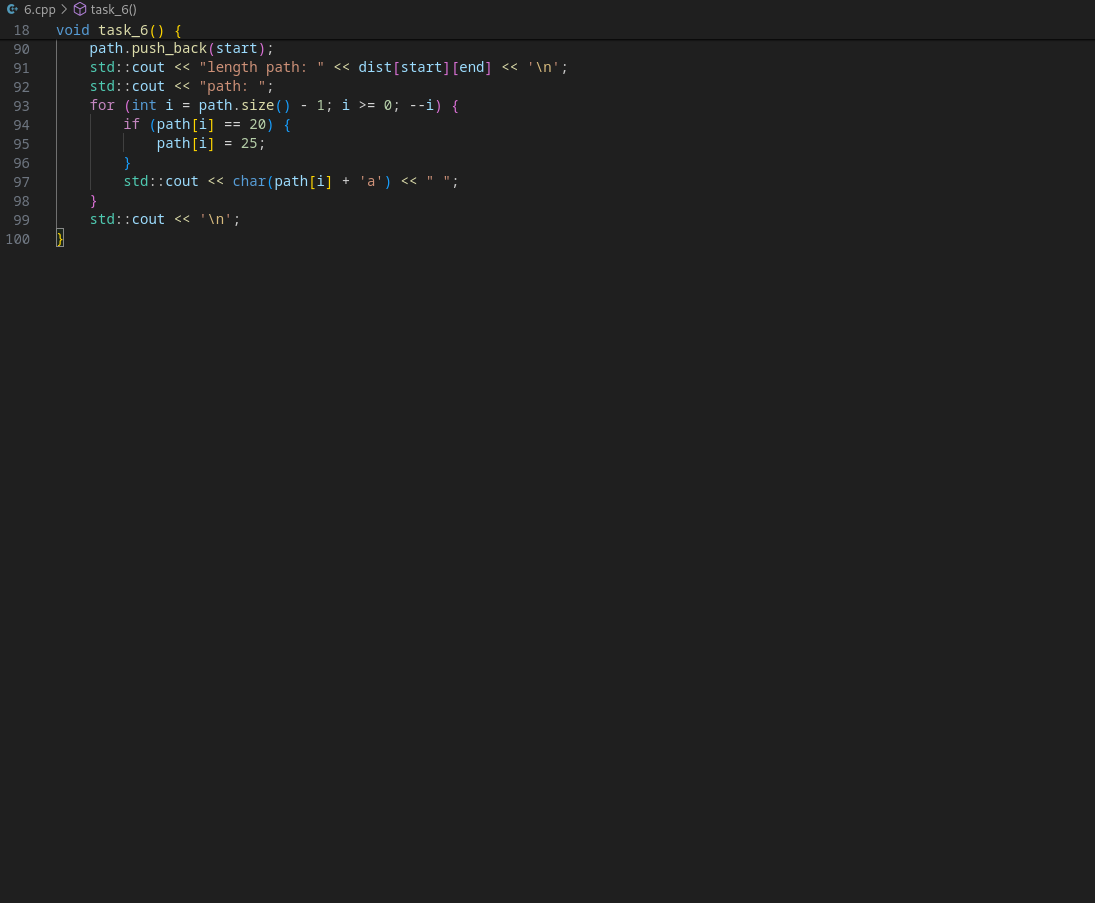 6.cpp > task_6()
18 void task_6() {
90 path.push_back(start);
91 std::cout << "length path: " << dist[start][end] << '\n';
92 std::cout << "path: ";
93 for (int i = path.size() - 1; i >= 0; --i) {
94 if (path[i] == 20) {
95 path[i] = 25;
96 }
97 std::cout << char(path[i] + 'a') << " ";
98 }
99 std::cout << '\n';
100 }